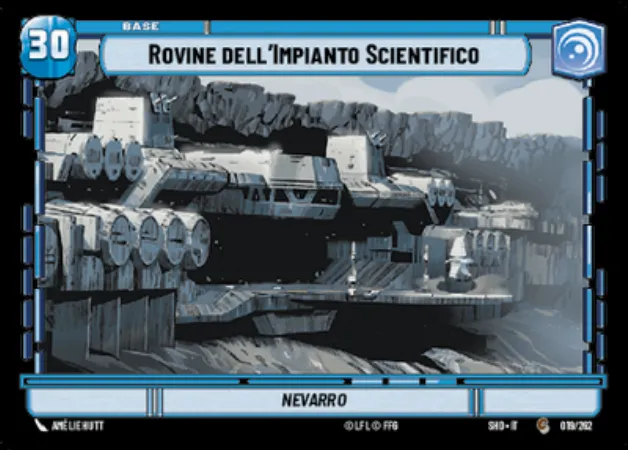 BASE
30
ROVINE DELL'IMPIANTO SCIENTIFICO
NEVARRO
AMÉLIE HUTT
© LFL © FFG
SHD • IT
019/262